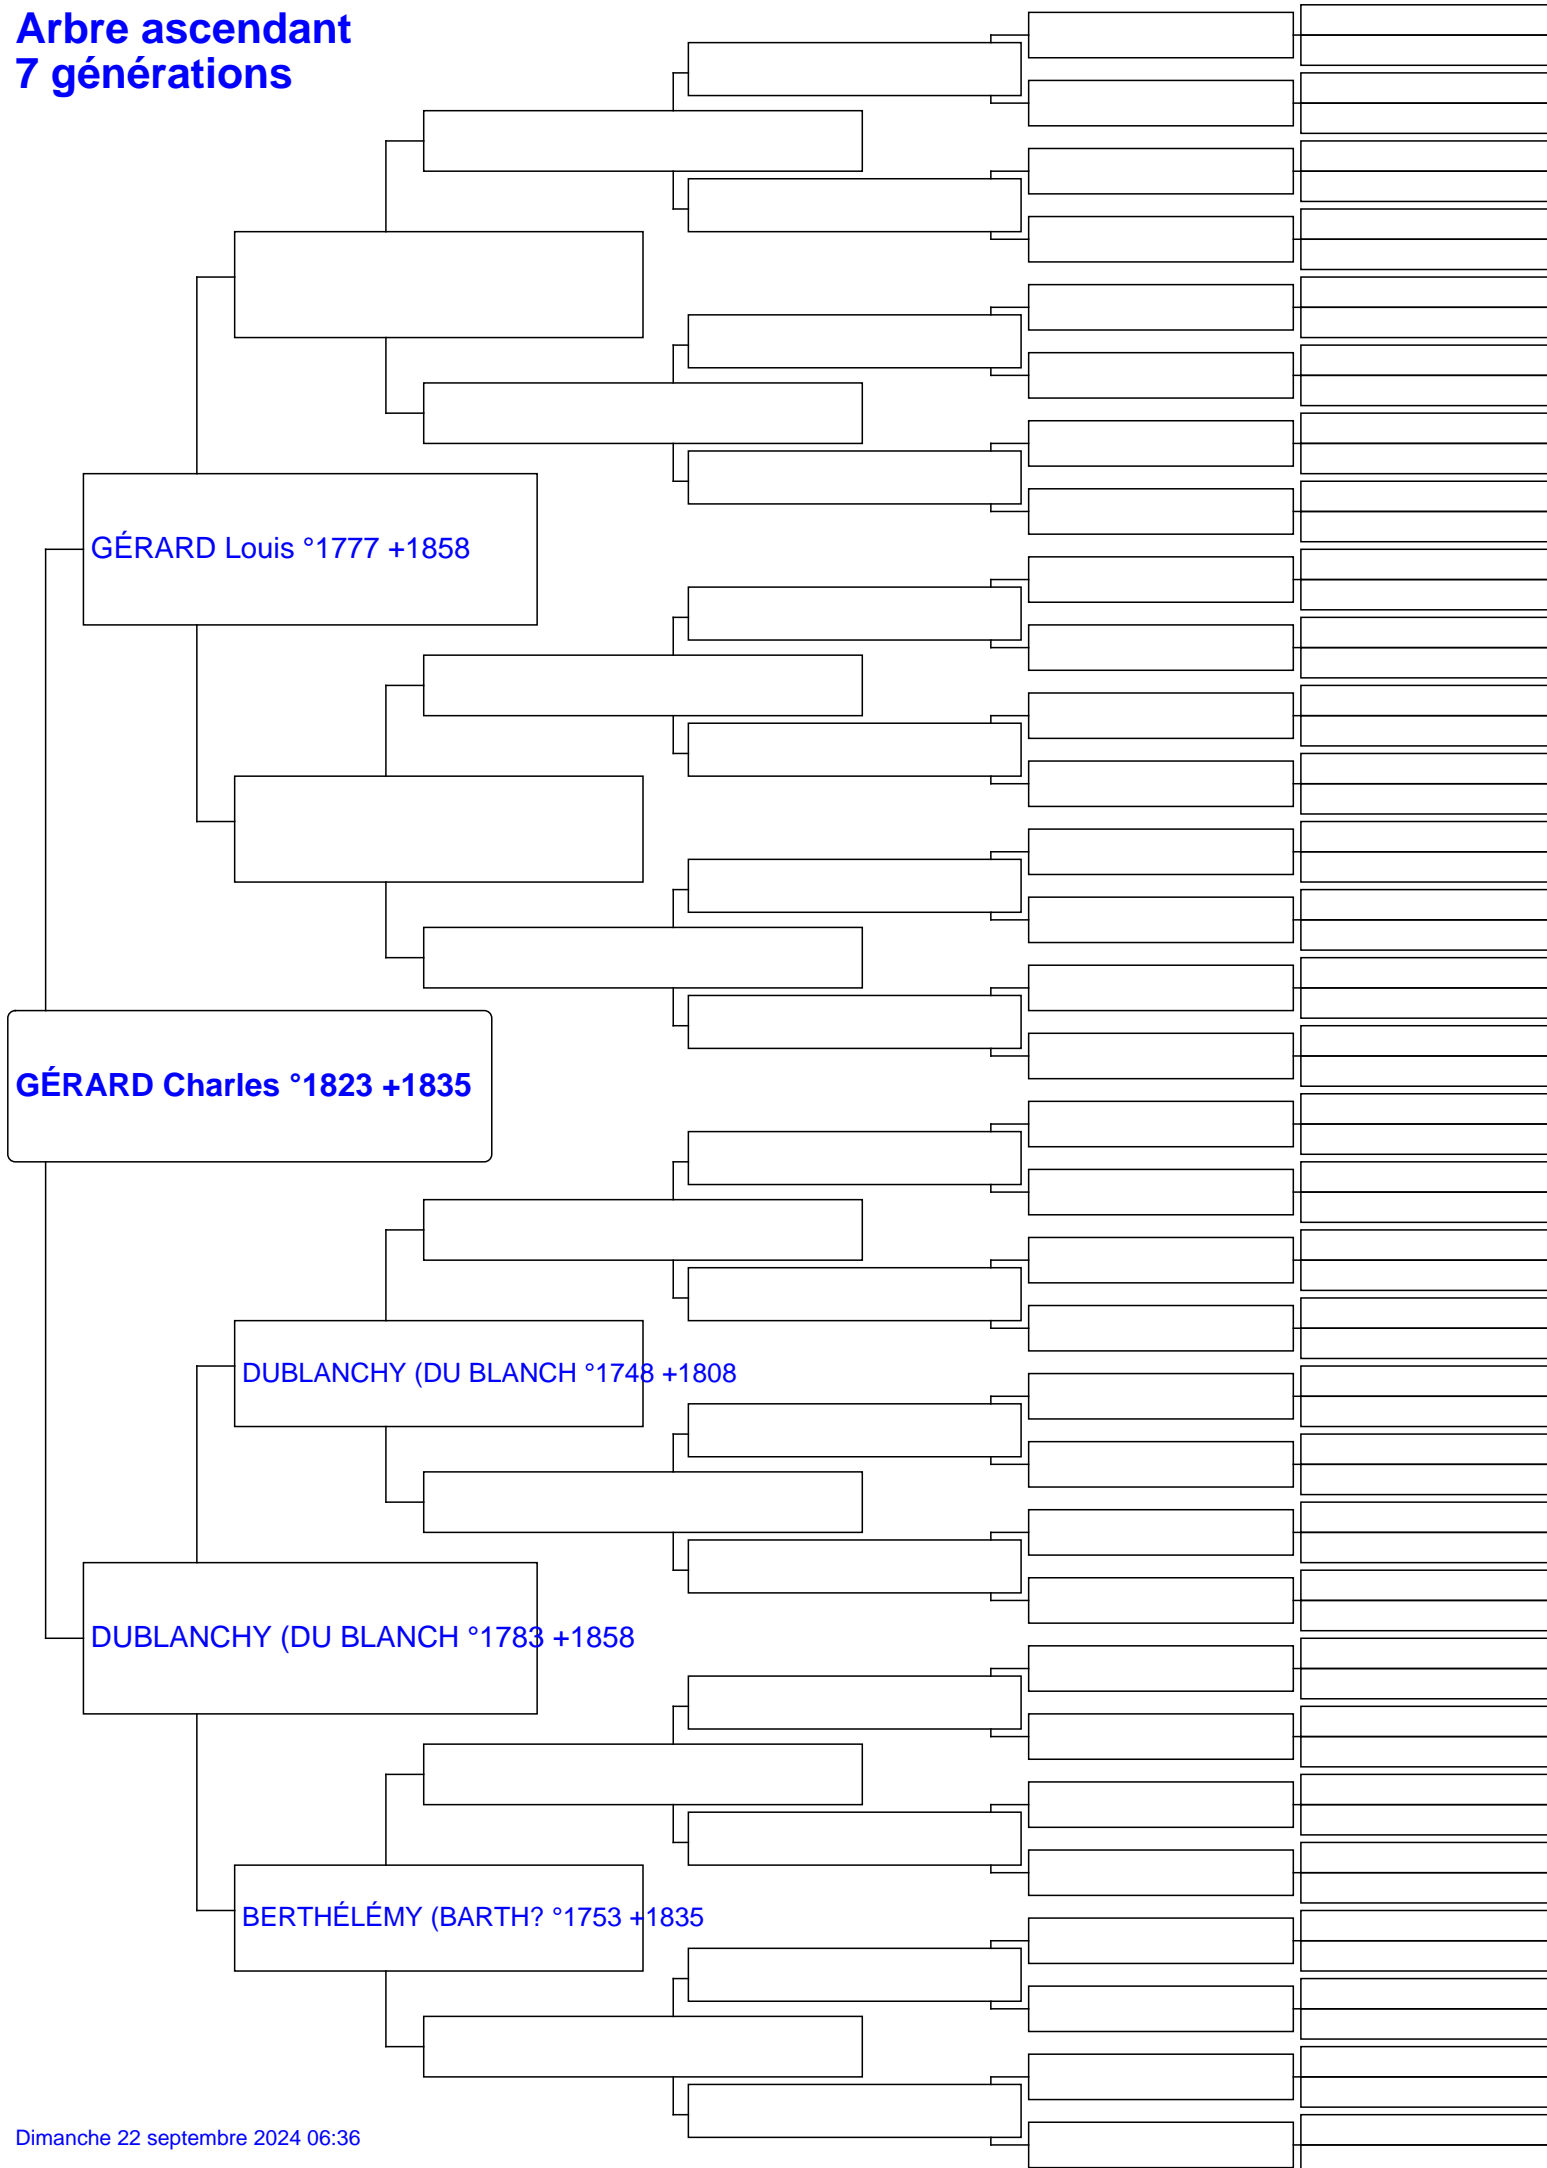 Arbre ascendant
7 générations
GÉRARD Louis °1777 +1858
GÉRARD Charles °1823 +1835
DUBLANCHY (DU BLANCH °1748 +1808
DUBLANCHY (DU BLANCH °1783 +1858
BERTHÉLÉMY (BARTH? °1753 +1835
Dimanche 22 septembre 2024 06:36